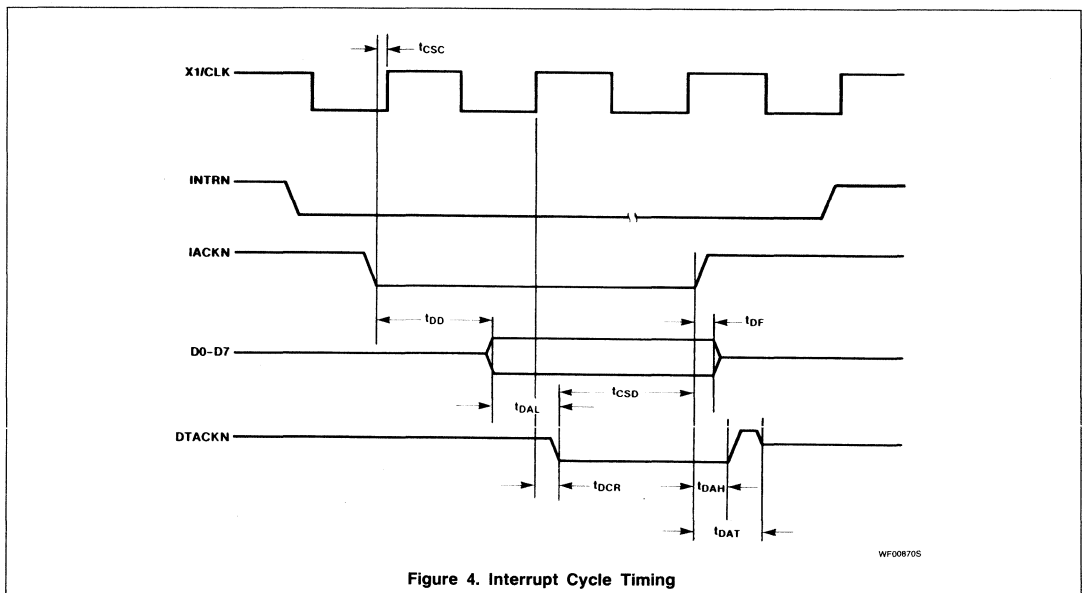 tCSC
X1/CLK
INTRN
IACKN
tDD
tDF
D0–D7
tCSD
tDAL
DTACKN
tDCR
tDAH
tDAT
WF00870S
Figure 4. Interrupt Cycle Timing